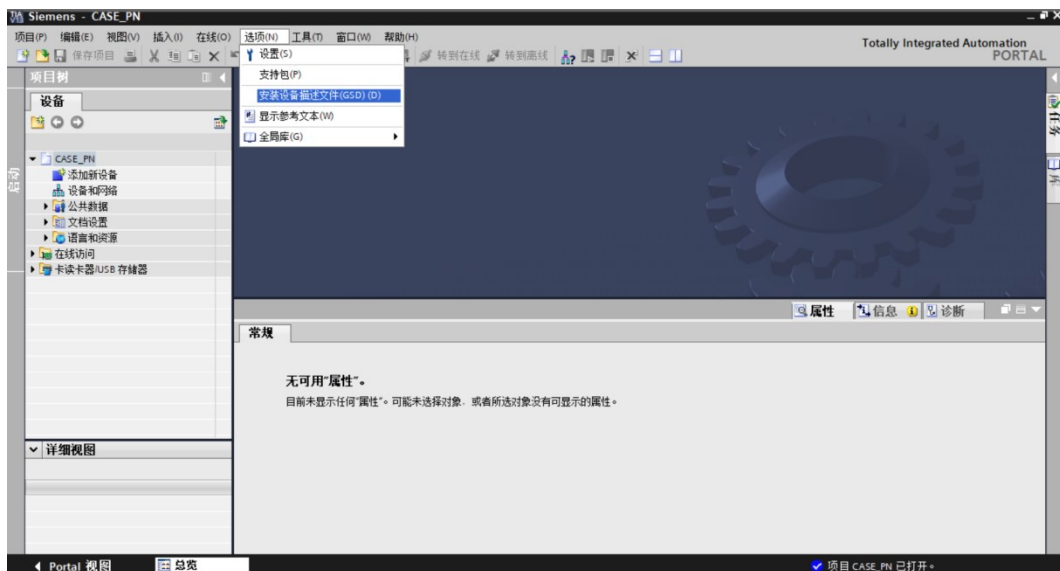 Siemens - CASE_PN
项目(P) 编辑(E) 视图(V) 插入(I) 在线(O) 选项(N) 工具(T) 窗口(W) 帮助(H)
Totally Integrated Automation
PORTAL
保存项目
转到在线 转到离线
设置(S)
支持包(P)
安装设备描述文件(GSD) (D)
显示参考文本(W)
全局库(G)
项目树
设备
CASE_PN
添加新设备
设备和网络
公共数据
文档设置
语言和资源
在线访问
卡读卡器/USB 存储器
启动
任务
库
属性
信息
诊断
常规
无可用"属性"。
目前未显示任何"属性"。可能未选择对象，或者所选对象没有可显示的属性。
详细视图
Portal 视图
总览
项目 CASE_PN 已打开。